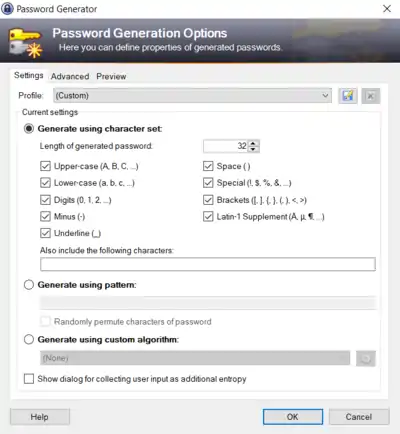 Password Generator
Password Generation Options
Here you can define properties of generated passwords.
Settings Advanced Preview
Profile: (Custom)
Current settings
Generate using character set:
Length of generated password: 32
Upper-case (A, B, C, ...) Space ( )
Lower-case (a, b, c, ...) Special (!, $, %, &, ...)
Digits (0, 1, 2, ...) Brackets ([, ], {, }, (, ), <, >)
Minus (-) Latin-1 Supplement (Ä, µ, ¶, ...)
Underline (_)
Also include the following characters:
Generate using pattern:
Randomly permute characters of password
Generate using custom algorithm:
(None)
Show dialog for collecting user input as additional entropy
Help OK Cancel